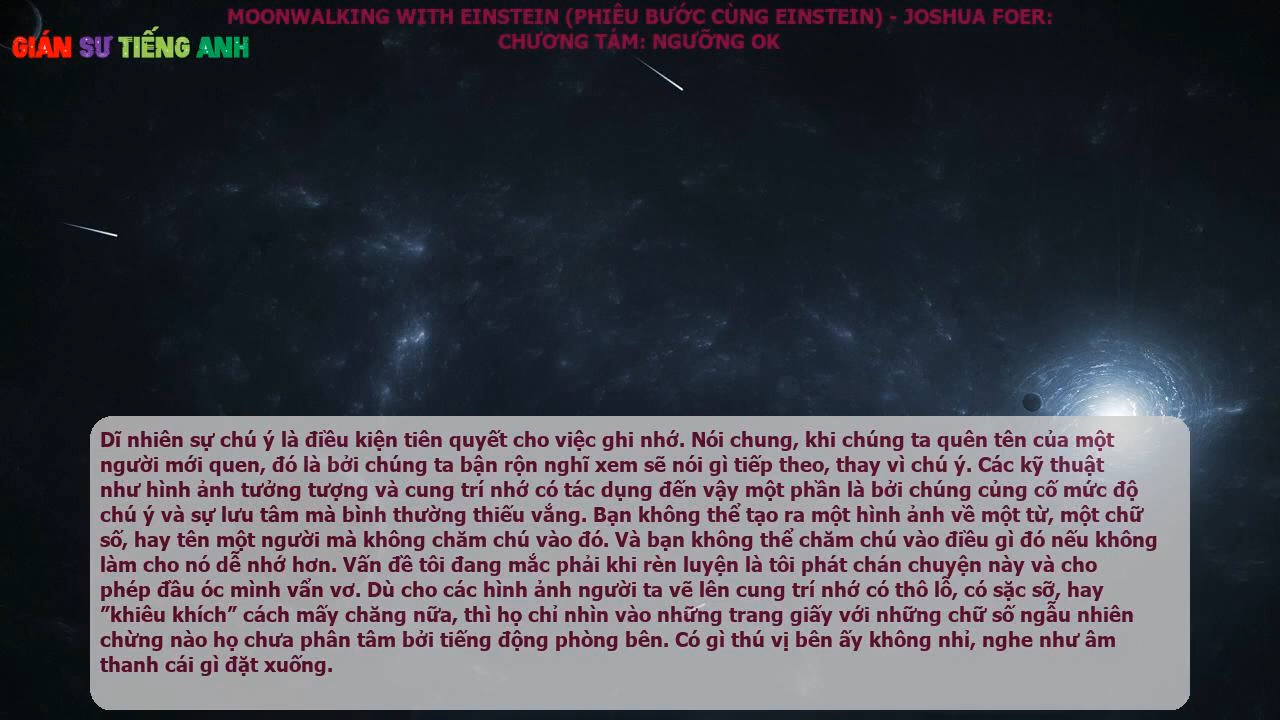 MOONWALKING WITH EINSTEIN (PHIÊU BƯỚC CÙNG EINSTEIN) - JOSHUA FOER:
CHƯƠNG TÁM: NGƯỠNG OK
GIÁN SƯ TIẾNG ANH
Dĩ nhiên sự chú ý là điều kiện tiên quyết cho việc ghi nhớ. Nói chung, khi chúng ta quên tên của một
người mới quen, đó là bởi chúng ta bận rộn nghĩ xem sẽ nói gì tiếp theo, thay vì chú ý. Các kỹ thuật
như hình ảnh tưởng tượng và cung trí nhớ có tác dụng đến vậy một phần là bởi chúng củng cố mức độ
chú ý và sự lưu tâm mà bình thường thiếu vắng. Bạn không thể tạo ra một hình ảnh về một từ, một chữ
số, hay tên một người mà không chăm chú vào đó. Và bạn không thể chăm chú vào điều gì đó nếu không
làm cho nó dễ nhớ hơn. Vấn đề tôi đang mắc phải khi rèn luyện là tôi phát chán chuyện này và cho
phép đầu óc mình vẩn vơ. Dù cho các hình ảnh người ta vẽ lên cung trí nhớ có thô lỗ, có sặc sỡ, hay
”khiêu khích” cách mấy chăng nữa, thì họ chỉ nhìn vào những trang giấy với những chữ số ngẫu nhiên
chừng nào họ chưa phân tâm bởi tiếng động phòng bên. Có gì thú vị bên ấy không nhỉ, nghe như âm
thanh cái gì đặt xuống.